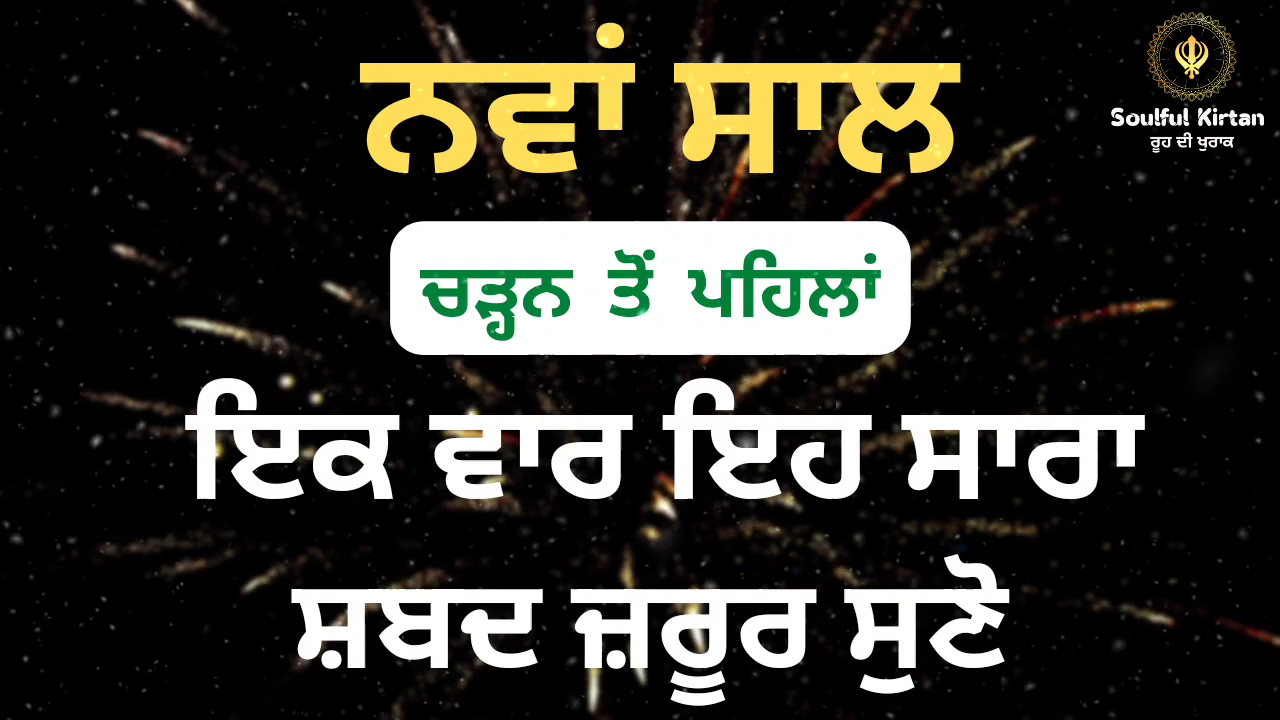 ਨਵਾਂ ਸਾਲ
Soulful Kirtan
ਰੂਹ ਦੀ ਖੁਰਾਕ
ਚੜ੍ਹਨ ਤੋਂ ਪਹਿਲਾਂ
ਇਕ ਵਾਰ ਇਹ ਸਾਰਾ
ਸ਼ਬਦ ਜ਼ਰੂਰ ਸੁਣੋ